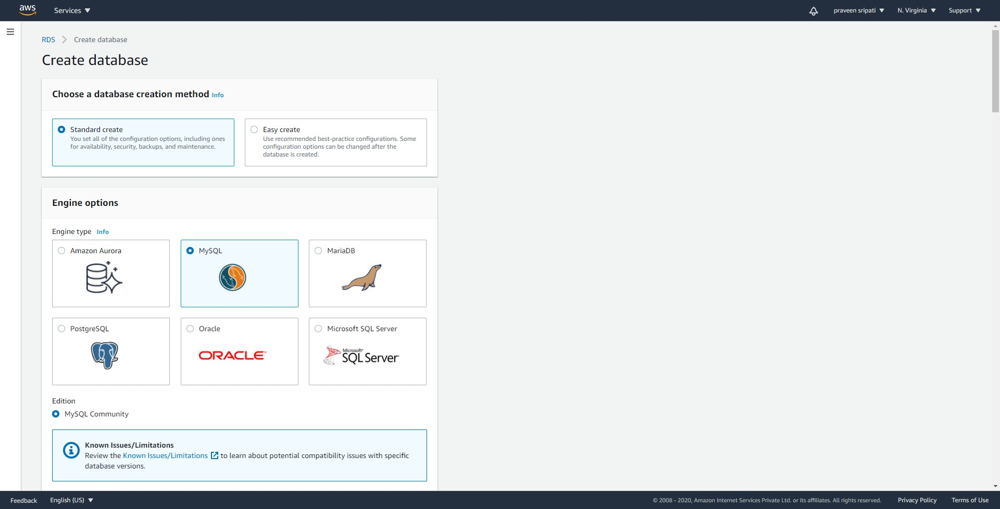 aws
Services
praveen sripati
N. Virginia
Support
RDS
Create database
Create database
Choose a database creation method Info
Standard create
You set all of the configuration options, including ones
for availability, security, backups, and maintenance.
Easy create
Use recommended best-practice configurations. Some
configuration options can be changed after the
database is created.
Engine options
Engine type Info
Amazon Aurora
MySQL
MariaDB
PostgreSQL
Oracle
ORACLE
Microsoft SQL Server
Microsoft®
SQL Server
Edition
MySQL Community
Known Issues/Limitations
Review the Known Issues/Limitations to learn about potential compatibility issues with specific
database versions.
Feedback
English (US)
© 2008 - 2020, Amazon Internet Services Private Ltd. or its affiliates. All rights reserved.
Privacy Policy
Terms of Use